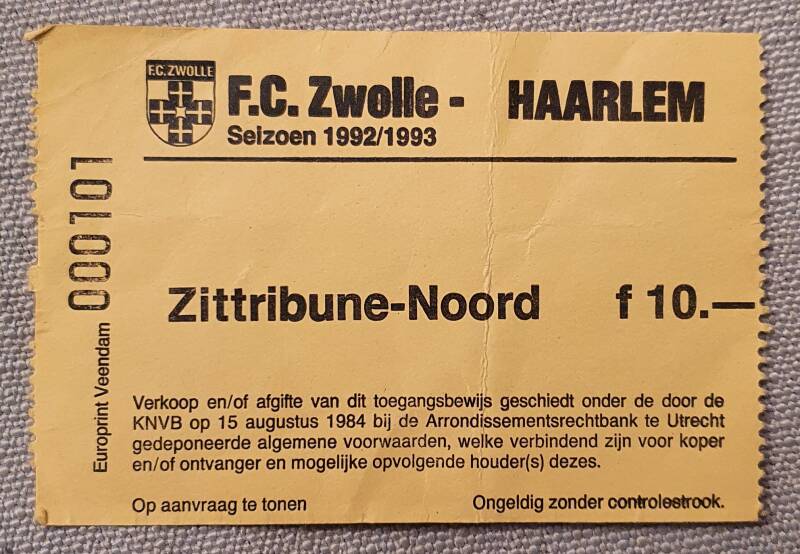 F.C. ZWOLLE
F.C. Zwolle - HAARLEM
Seizoen 1992/1993
000101
Zittribune-Noord f 10.—
Europrint Veendam
Verkoop en/of afgifte van dit toegangsbewijs geschiedt onder de door de
KNVB op 15 augustus 1984 bij de Arrondissementsrechtbank te Utrecht
gedeponeerde algemene voorwaarden, welke verbindend zijn voor koper
en/of ontvanger en mogelijke opvolgende houder(s) dezes.
Op aanvraag te tonen Ongeldig zonder controlestrook.